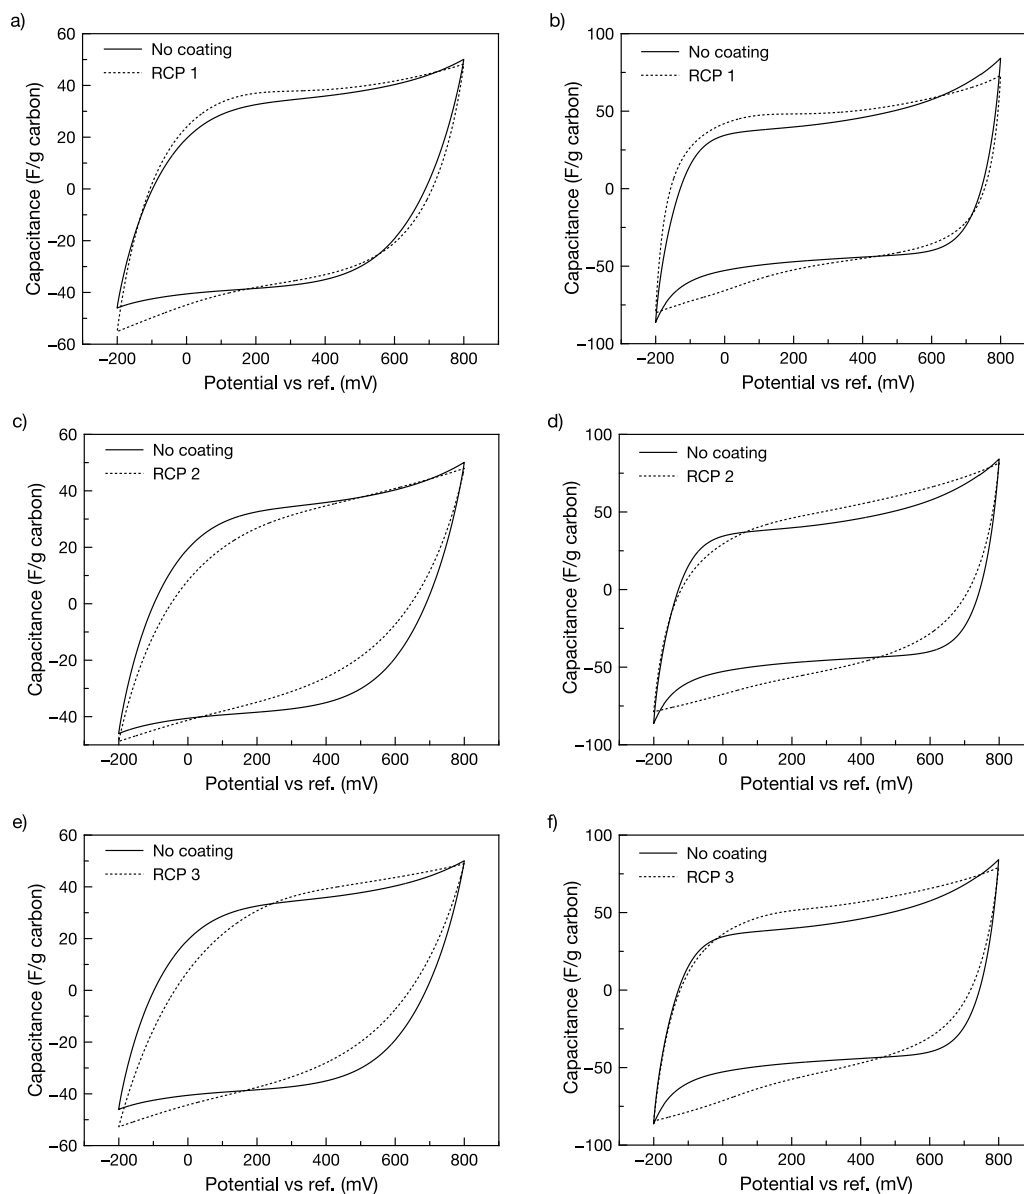 a)
No coating
RCP 1
60
40
20
0
−20
−40
−60
Capacitance (F/g carbon)
−200 0 200 400 600 800
Potential vs ref. (mV)
b)
No coating
RCP 1
100
50
0
−50
−100
Capacitance (F/g carbon)
−200 0 200 400 600 800
Potential vs ref. (mV)
c)
No coating
RCP 2
60
40
20
0
−20
−40
Capacitance (F/g carbon)
−200 0 200 400 600 800
Potential vs ref. (mV)
d)
No coating
RCP 2
100
50
0
−50
−100
Capacitance (F/g carbon)
−200 0 200 400 600 800
Potential vs ref. (mV)
e)
No coating
RCP 3
60
40
20
0
−20
−40
−60
Capacitance (F/g carbon)
−200 0 200 400 600 800
Potential vs ref. (mV)
f)
No coating
RCP 3
100
50
0
−50
−100
Capacitance (F/g carbon)
−200 0 200 400 600 800
Potential vs ref. (mV)